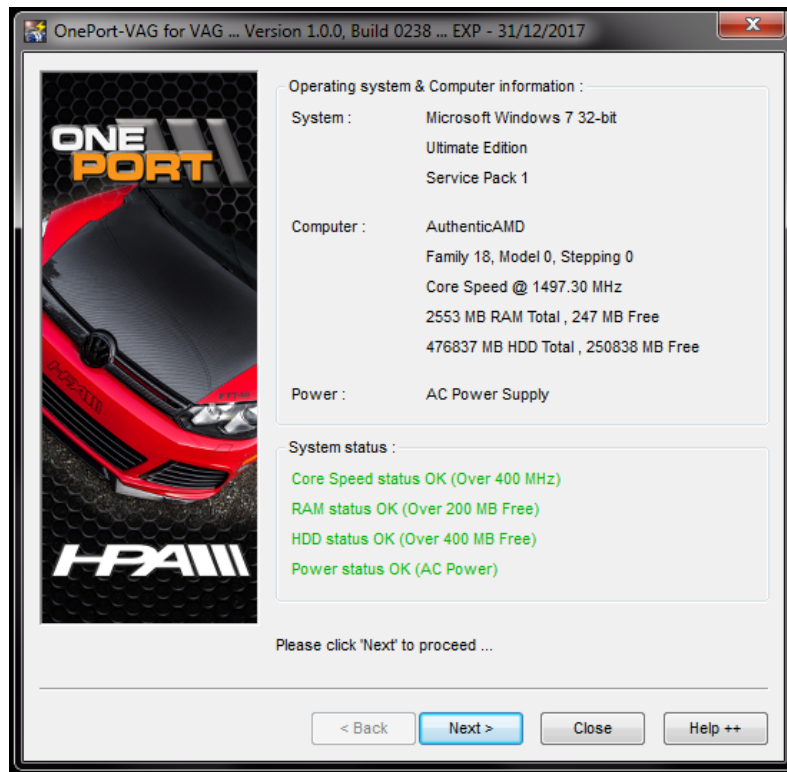 OnePort-VAG for VAG ... Version 1.0.0, Build 0238 ... EXP - 31/12/2017
ONE
PORT
HPA
HPA
Operating system & Computer information :
System : Microsoft Windows 7 32-bit
Ultimate Edition
Service Pack 1
Computer : AuthenticAMD
Family 18, Model 0, Stepping 0
Core Speed @ 1497.30 MHz
2553 MB RAM Total , 247 MB Free
476837 MB HDD Total , 250838 MB Free
Power : AC Power Supply
System status :
Core Speed status OK (Over 400 MHz)
RAM status OK (Over 200 MB Free)
HDD status OK (Over 400 MB Free)
Power status OK (AC Power)
Please click 'Next' to proceed ...
< Back
Next >
Close
Help ++